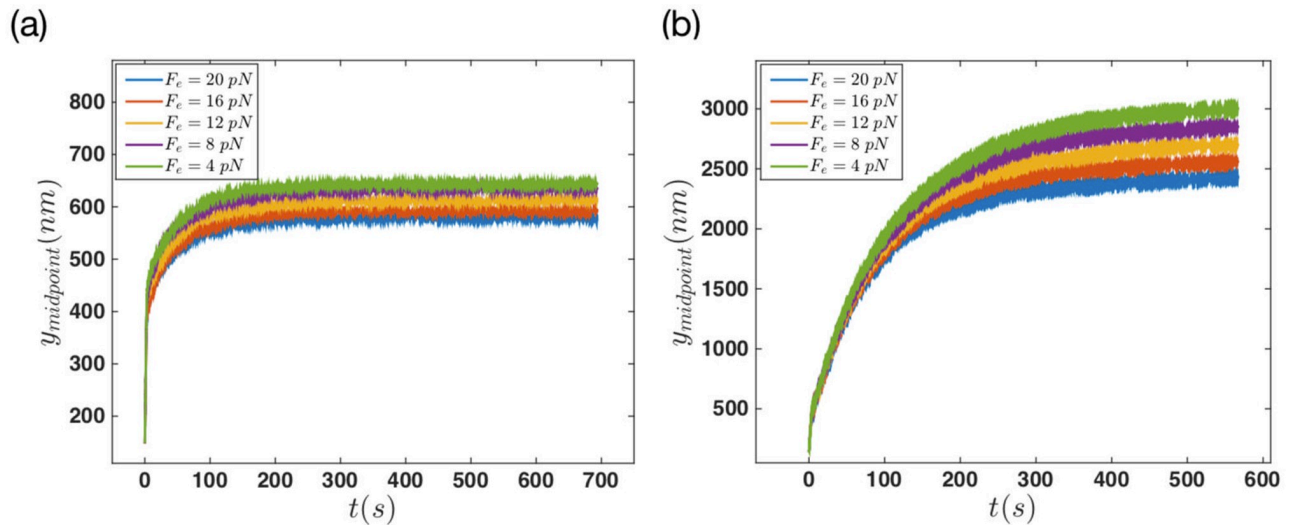 (a)
(b)
F_e = 20 pN
F_e = 16 pN
F_e = 12 pN
F_e = 8 pN
F_e = 4 pN
800
700
600
500
400
300
200
y_midpoint(nm)
0 100 200 300 400 500 600 700
t(s)
F_e = 20 pN
F_e = 16 pN
F_e = 12 pN
F_e = 8 pN
F_e = 4 pN
3000
2500
2000
1500
1000
500
y_midpoint(nm)
0 100 200 300 400 500 600
t(s)